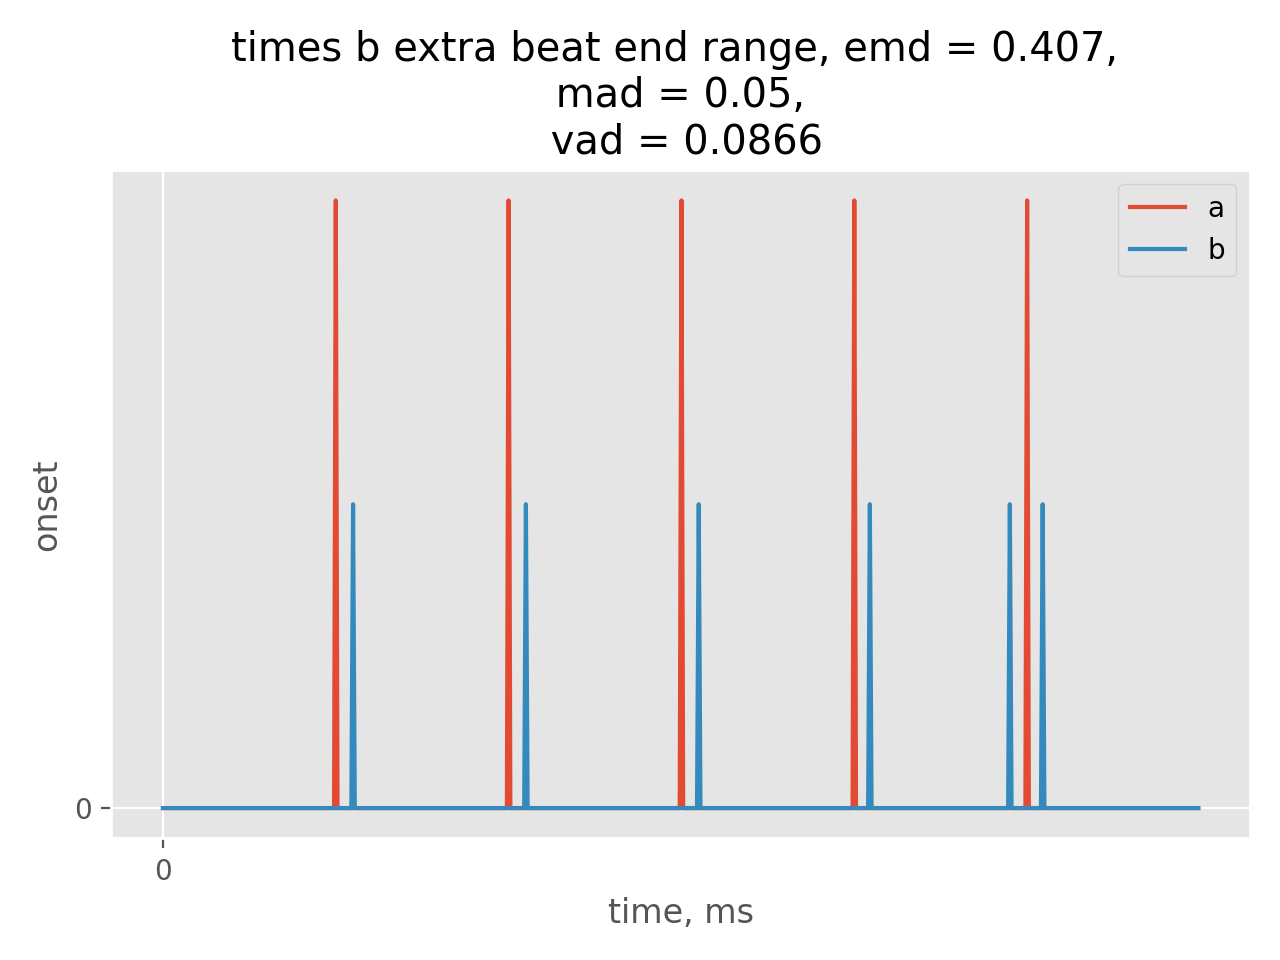 times b extra beat end range, emd = 0.407,
mad = 0.05,
vad = 0.0866
a
b
onset
0
0
time, ms